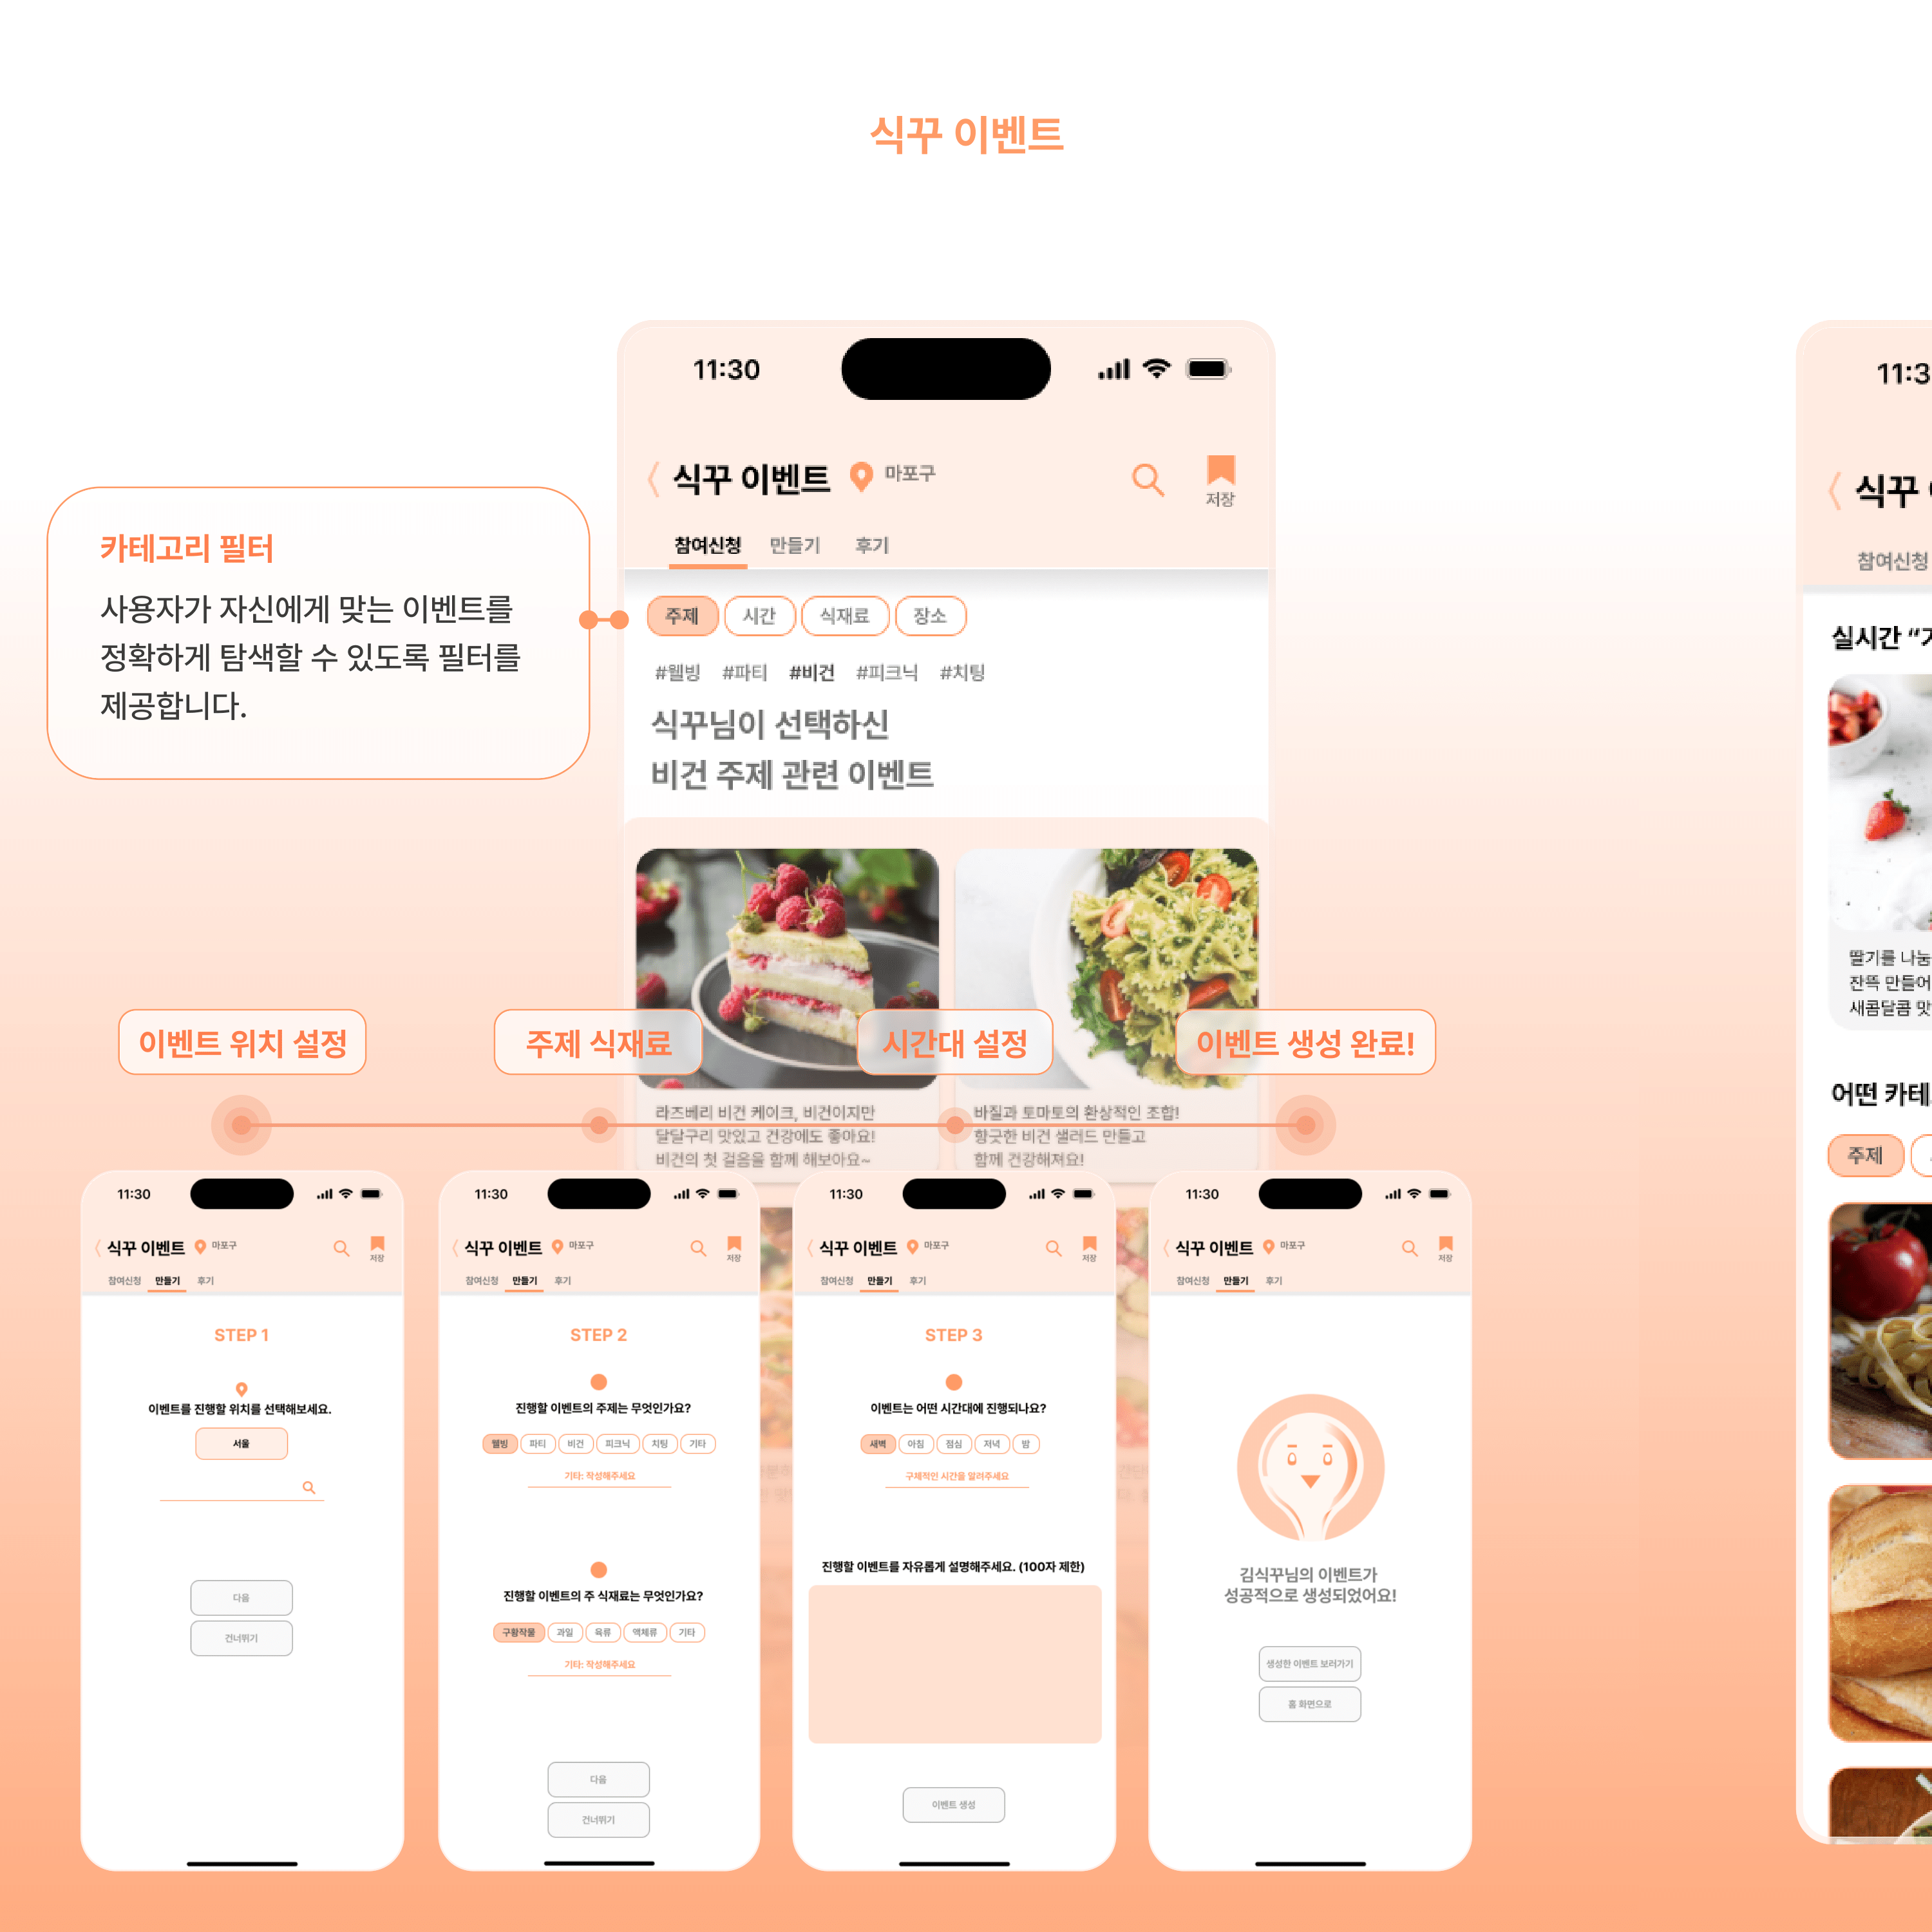 식꾸 이벤트
카테고리 필터
사용자가 자신에게 맞는 이벤트를
정확하게 탐색할 수 있도록 필터를
제공합니다.
11:30
식꾸 이벤트
마포구
저장
참여신청 만들기 후기
주제 시간 식재료 장소
#웰빙 #파티 #비건 #피크닉 #치팅
식꾸님이 선택하신
비건 주제 관련 이벤트
라즈베리 비건 케이크, 비건이지만
달달구리 맛있고 건강에도 좋아요!
비건의 첫 걸음을 함께 해보아요~
바질과 토마토의 환상적인 조합!
향긋한 비건 샐러드 만들고
함께 건강해져요!
이벤트 위치 설정
주제 식재료
시간대 설정
이벤트 생성 완료!
11:30
식꾸 이벤트
마포구
저장
참여신청 만들기 후기
STEP 1
이벤트를 진행할 위치를 선택해보세요.
서울
다음
건너뛰기
11:30
식꾸 이벤트
마포구
저장
참여신청 만들기 후기
STEP 2
진행할 이벤트의 주제는 무엇인가요?
웰빙 파티 비건 피크닉 치팅 기타
기타: 작성해주세요
진행할 이벤트의 주 식재료는 무엇인가요?
구황작물 과일 육류 액체류 기타
기타: 작성해주세요
다음
건너뛰기
11:30
식꾸 이벤트
마포구
저장
참여신청 만들기 후기
STEP 3
이벤트는 어떤 시간대에 진행되나요?
새벽 아침 점심 저녁 밤
구체적인 시간을 알려주세요
진행할 이벤트를 자유롭게 설명해주세요. (100자 제한)
이벤트 생성
11:30
식꾸 이벤트
마포구
저장
참여신청 만들기 후기
김식꾸님의 이벤트가
성공적으로 생성되었어요!
생성한 이벤트 보러가기
홈 화면으로
11:3
식꾸
참여신청
실시간 “
딸기를 나눔
잔뜩 만들어
새콤달콤 맛
어떤 카테
주제